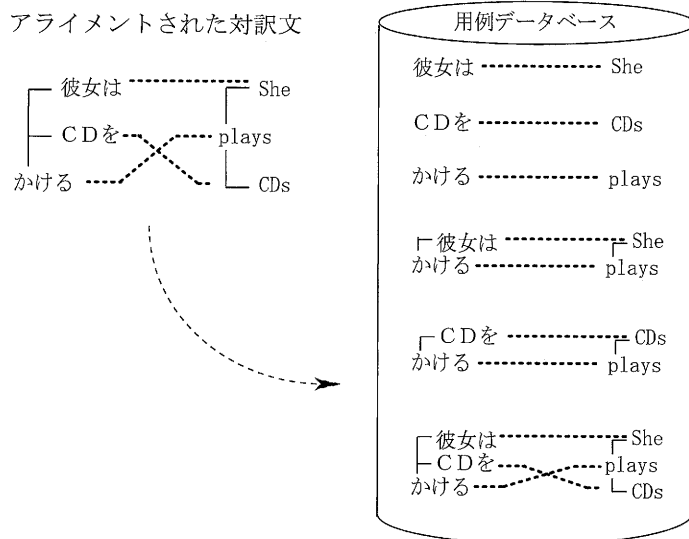 アライメントされた対訳文
彼女は She
ＣＤを plays
かける CDs
用例データベース
彼女は She
ＣＤを CDs
かける plays
彼女は She
かける plays
ＣＤを CDs
かける plays
彼女は She
ＣＤを plays
かける CDs